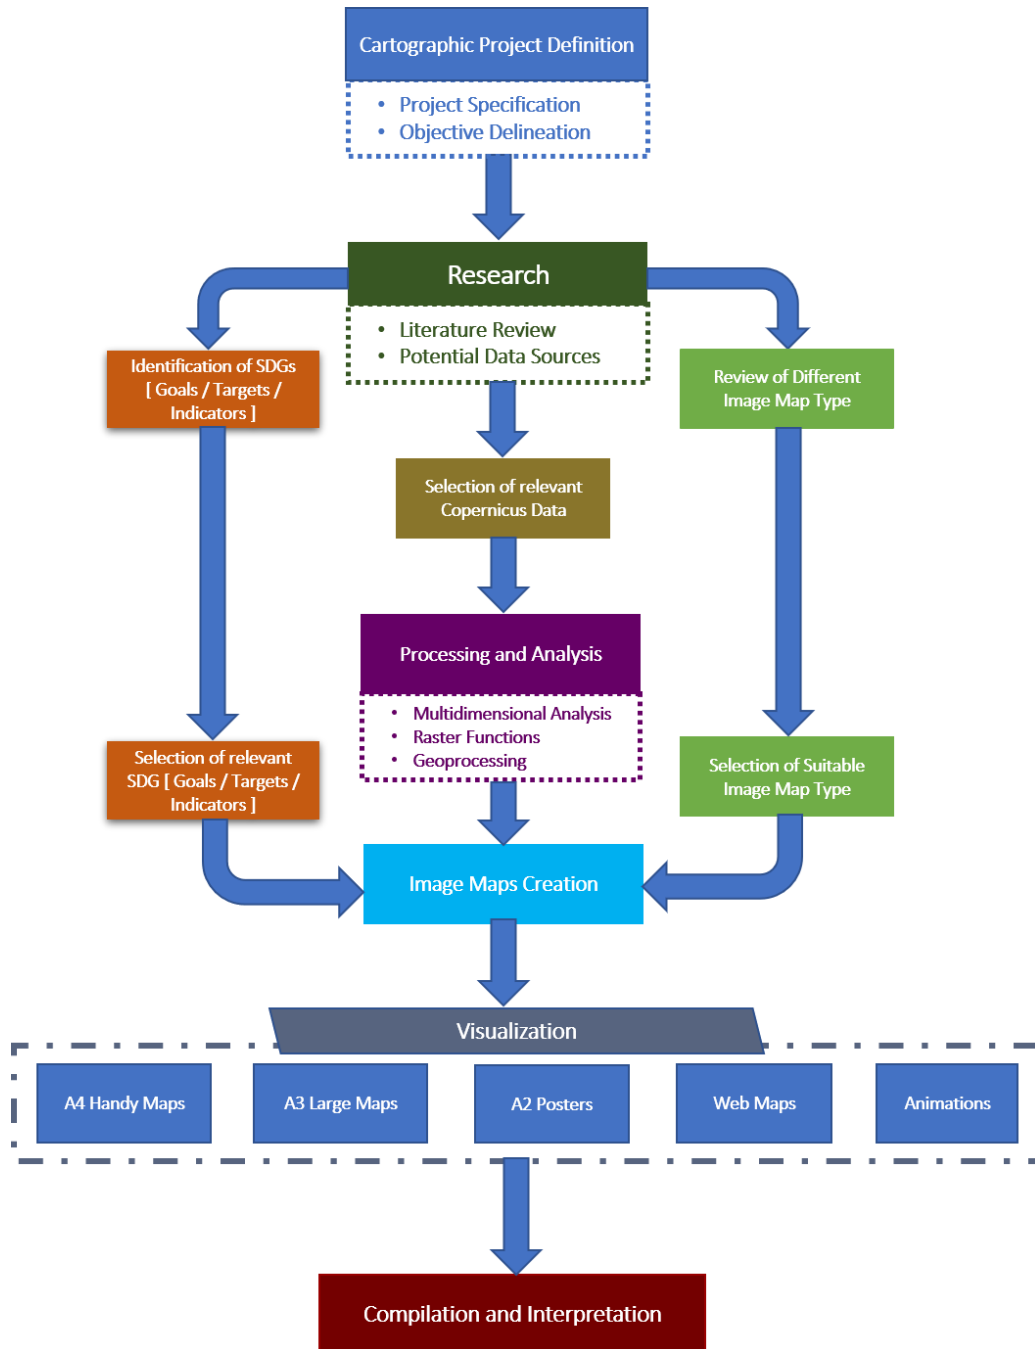 Cartographic Project Definition
• Project Specification
• Objective Delineation
Research
• Literature Review
• Potential Data Sources
Identification of SDGs
[ Goals / Targets /
Indicators ]
Review of Different
Image Map Type
Selection of relevant
Copernicus Data
Processing and Analysis
• Multidimensional Analysis
• Raster Functions
• Geoprocessing
Selection of relevant
SDG [ Goals / Targets /
Indicators ]
Selection of Suitable
Image Map Type
Image Maps Creation
Visualization
A4 Handy Maps
A3 Large Maps
A2 Posters
Web Maps
Animations
Compilation and Interpretation